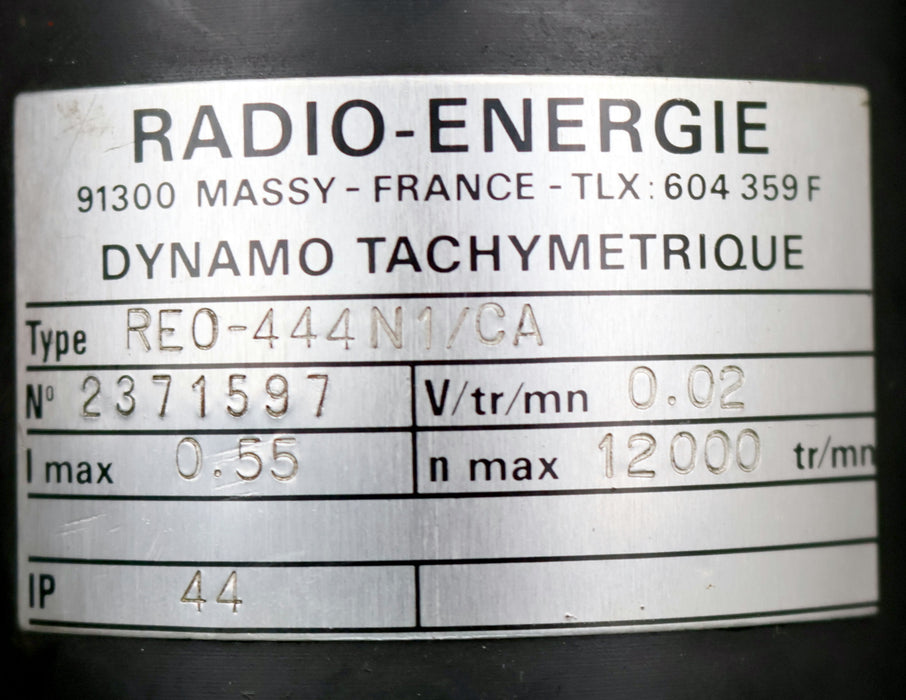 RADIO-ENERGIE
91300 MASSY - FRANCE - TLX: 604 359 F
DYNAMO TACHYMETRIQUE
Type REO-444N1/CA
Nº 2371597 V/tr/mn 0.02
I max 0.55 n max 12000 tr/mn
IP 44